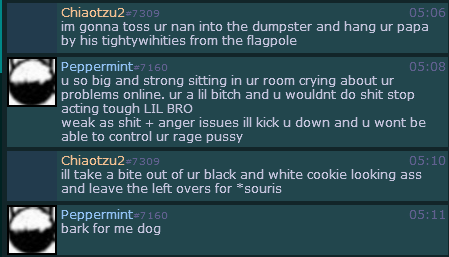 Chiaotzu2#7309 05:06
im gonna toss ur nan into the dumpster and hang ur papa
by his tightywihities from the flagpole
Peppermint#7160 05:08
u so big and strong sitting in ur room crying about ur
problems online. ur a lil bitch and u wouldnt do shit stop
acting tough LIL BRO
weak as shit + anger issues ill kick u down and u wont be
able to control ur rage pussy
Chiaotzu2#7309 05:10
ill take a bite out of ur black and white cookie looking ass
and leave the left overs for *souris
Peppermint#7160 05:11
bark for me dog